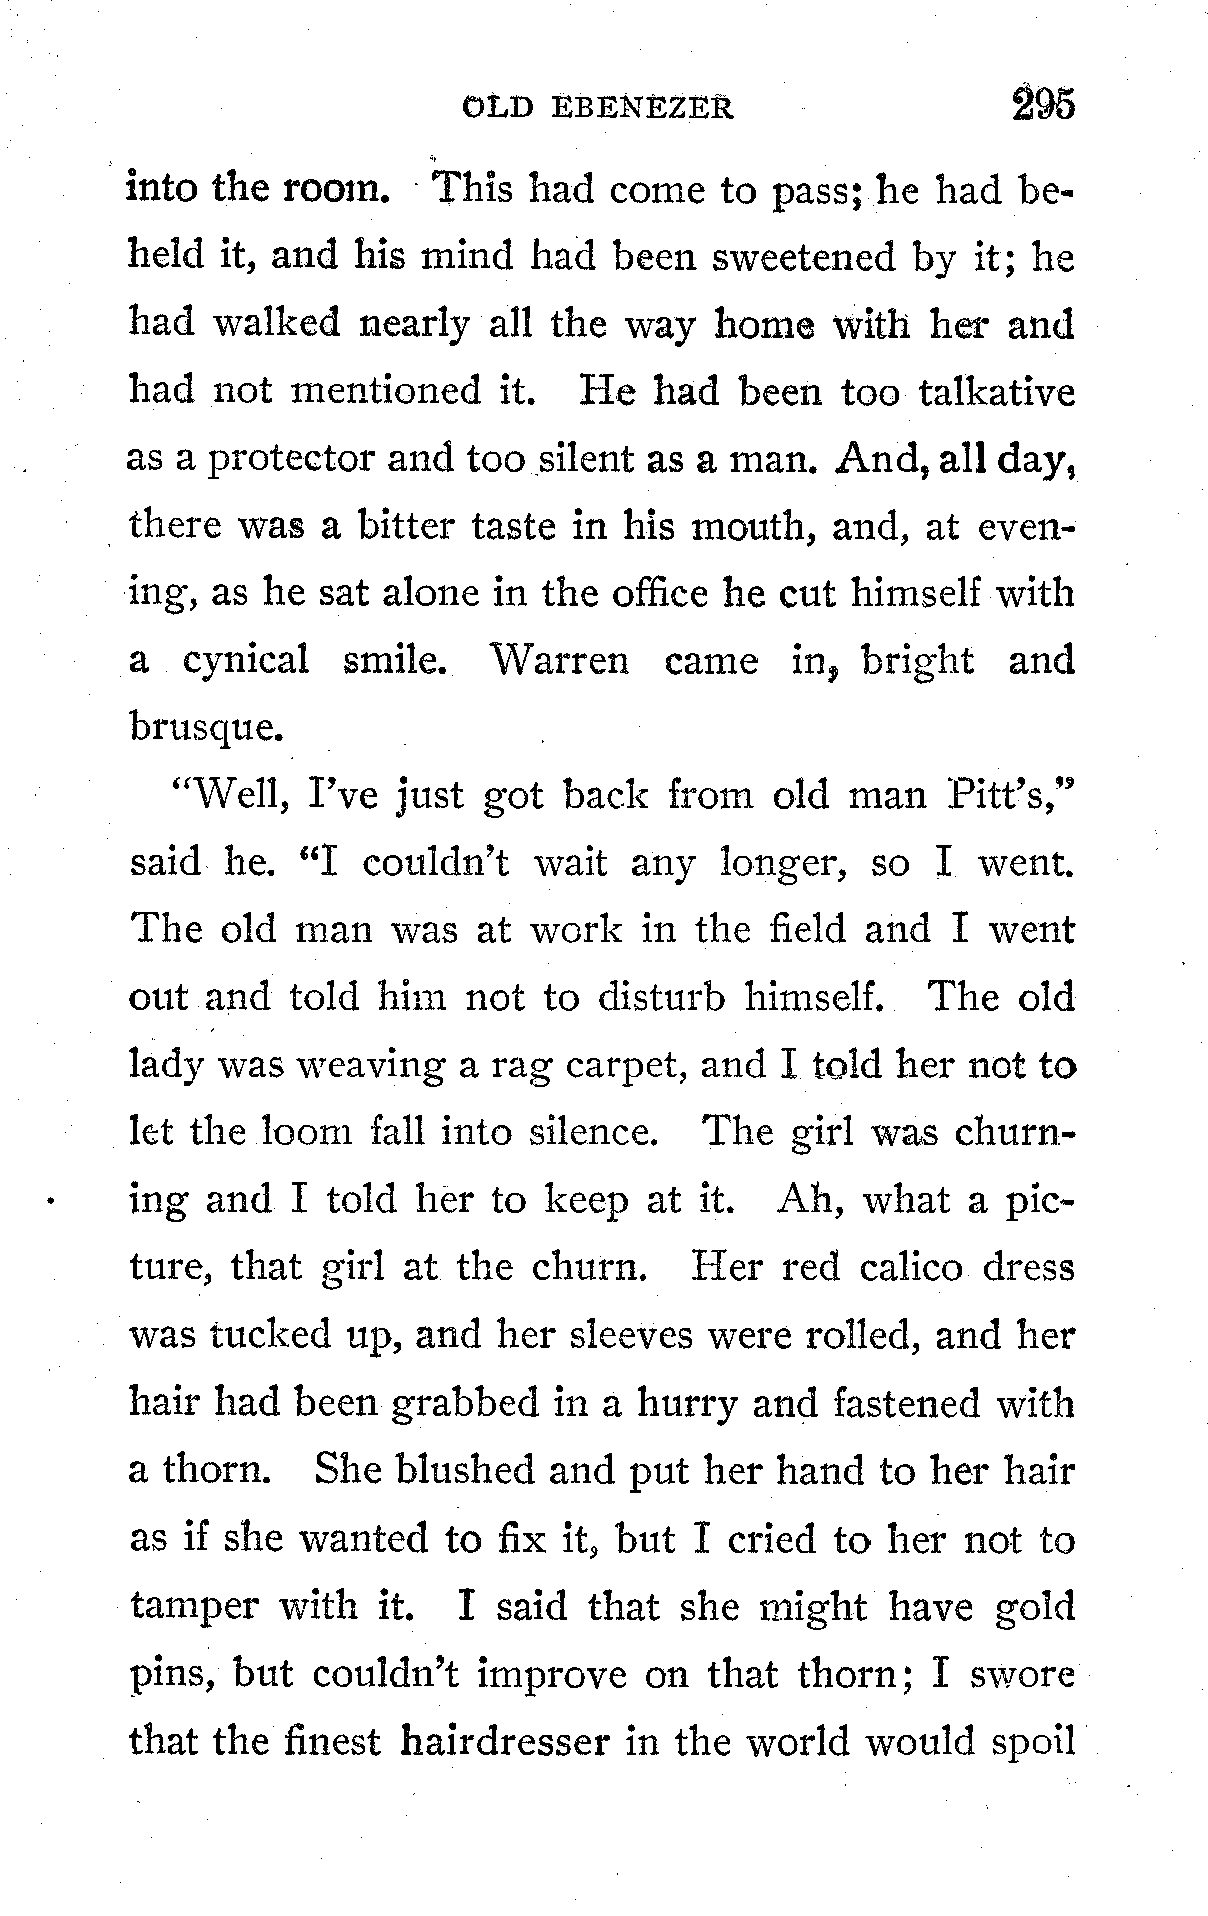 OLD EBENEZER 295
into the room. This had come to pass; he had be-
held it, and his mind had been sweetened by it; he
had walked nearly all the way home with her and
had not mentioned it. He had been too talkative
as a protector and too silent as a man. And, all day,
there was a bitter taste in his mouth, and, at even-
ing, as he sat alone in the office he cut himself with
a cynical smile. Warren came in, bright and
brusque.
"Well, I've just got back from old man Pitt's,"
said he. "I couldn't wait any longer, so I went.
The old man was at work in the field and I went
out and told him not to disturb himself. The old
lady was weaving a rag carpet, and I told her not to
let the loom fall into silence. The girl was churn-
ing and I told her to keep at it. Ah, what a pic-
ture, that girl at the churn. Her red calico dress
was tucked up, and her sleeves were rolled, and her
hair had been grabbed in a hurry and fastened with
a thorn. She blushed and put her hand to her hair
as if she wanted to fix it, but I cried to her not to
tamper with it. I said that she might have gold
pins, but couldn't improve on that thorn; I swore
that the finest hairdresser in the world would spoil